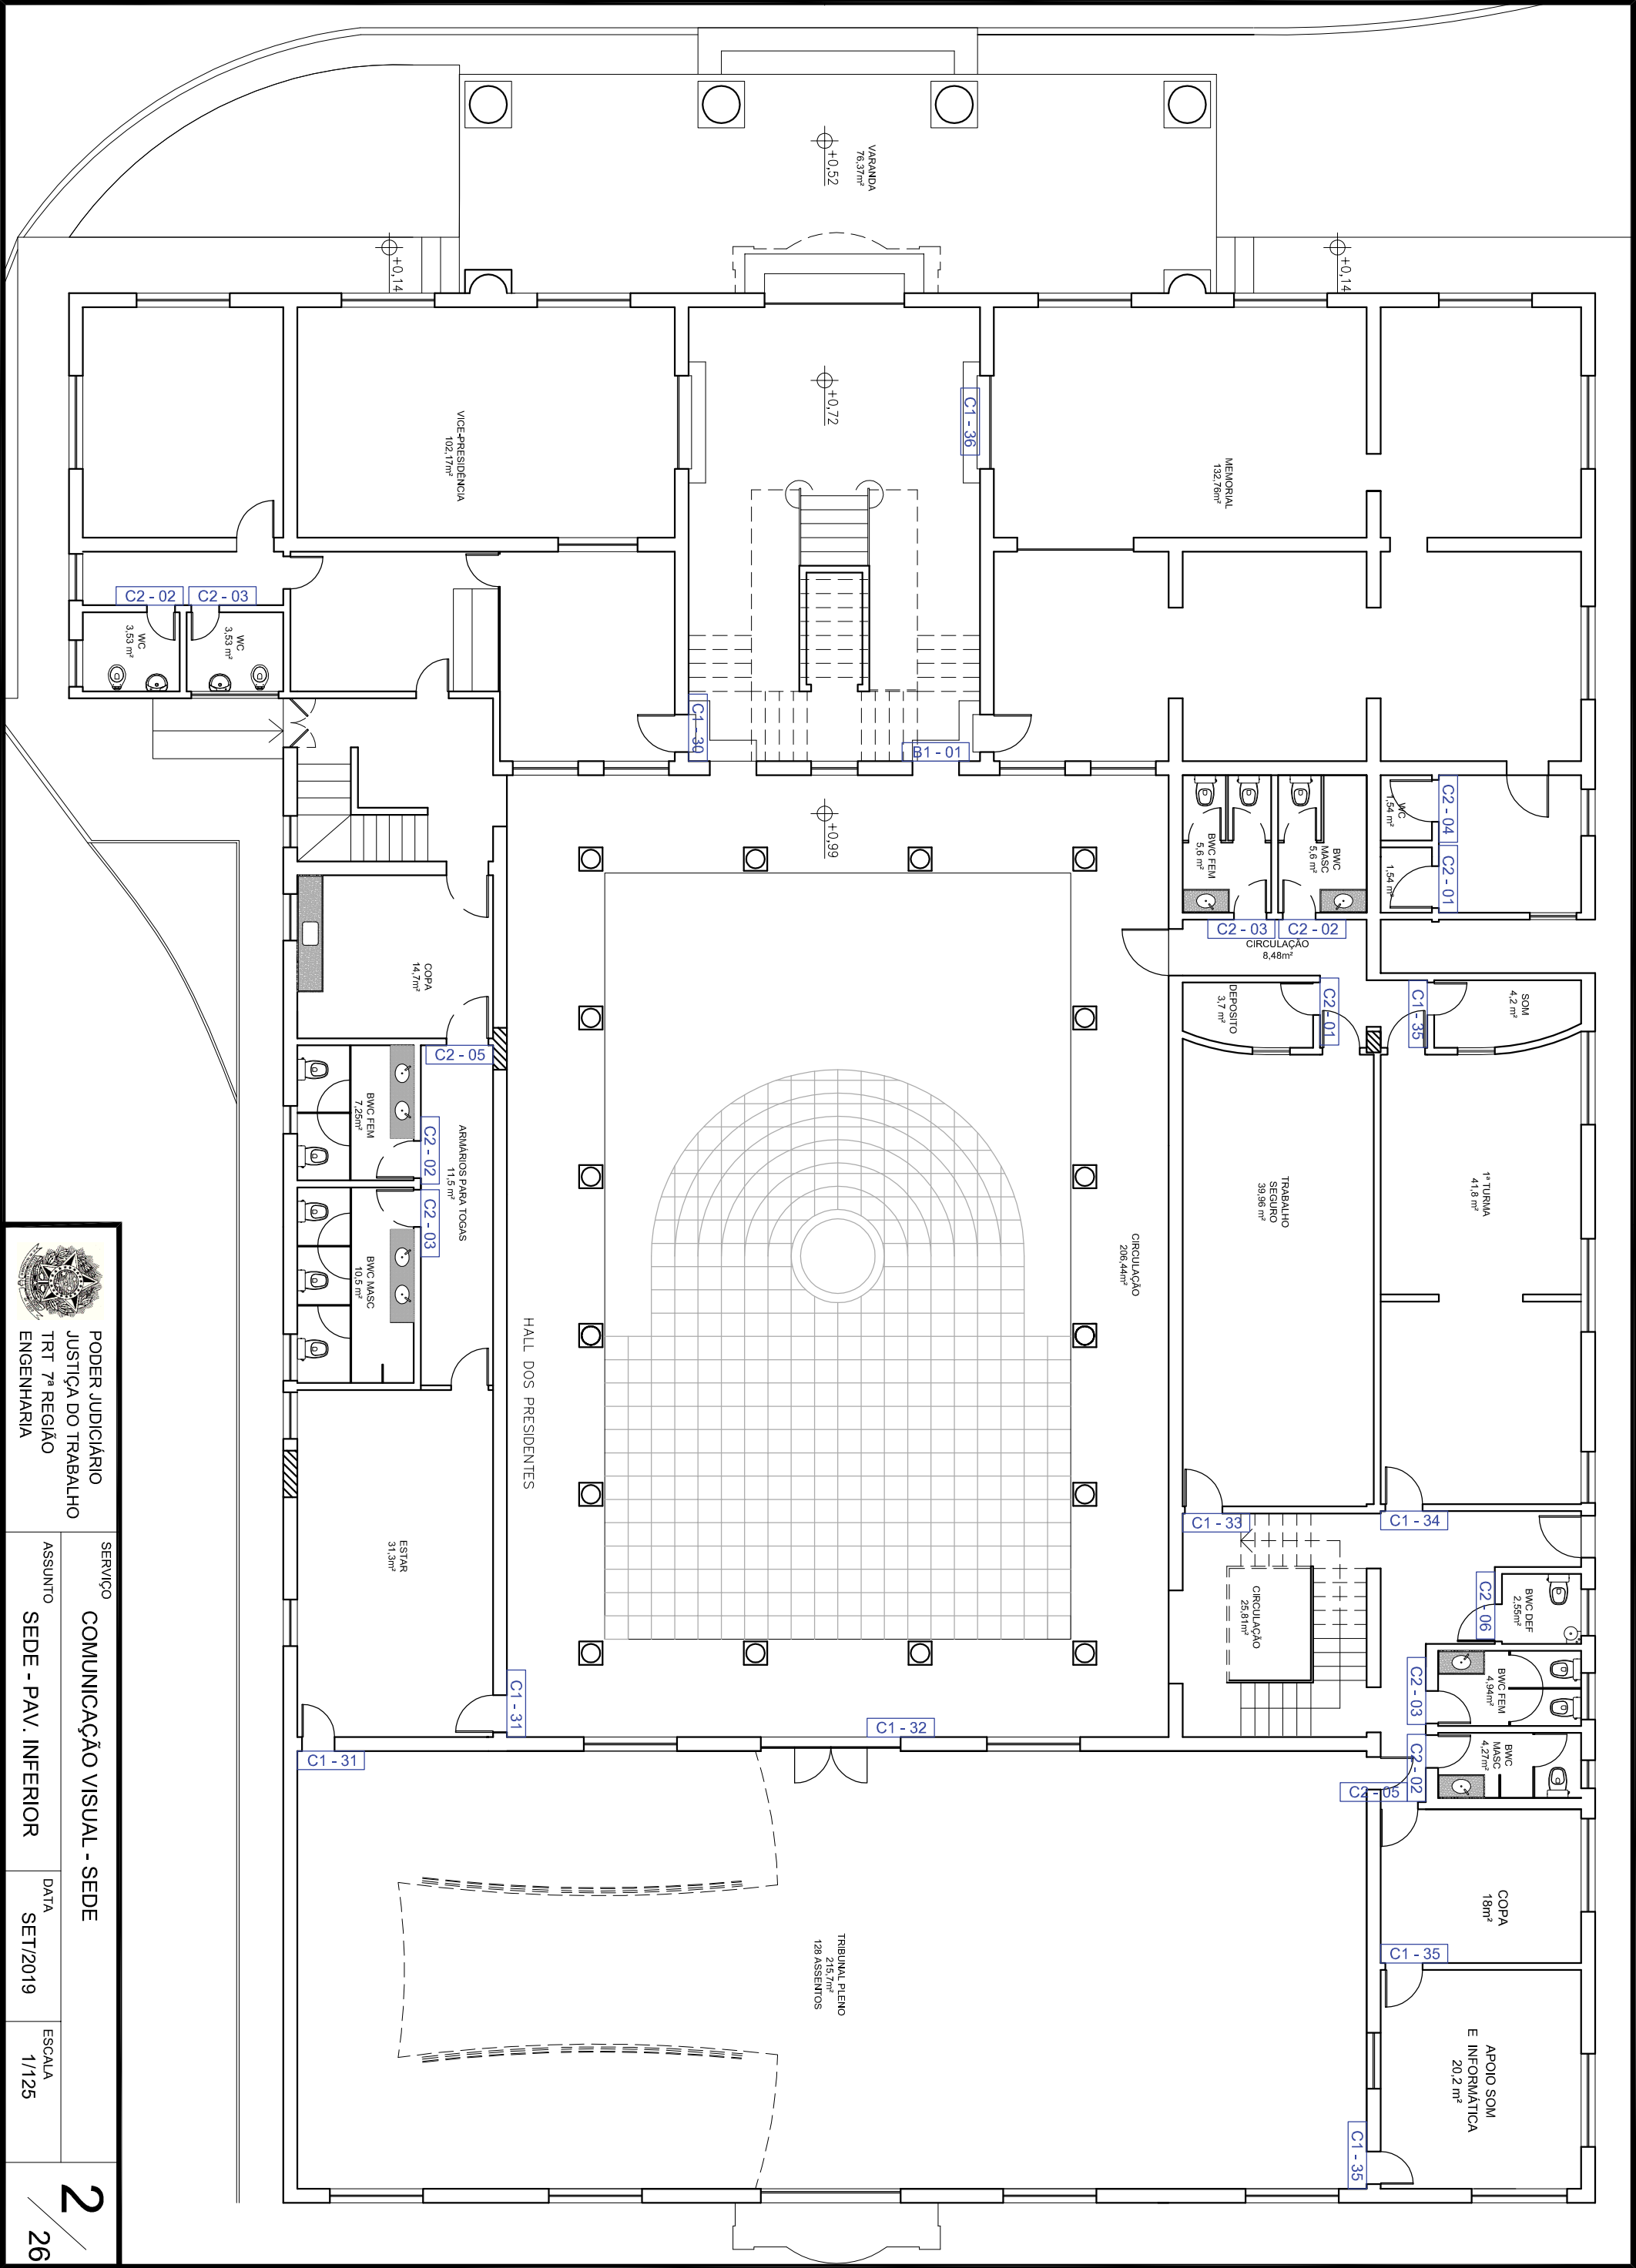 VARANDA
76,37m²
+0,52
+0,14
+0,14
+0,72
C1 - 36
VICE-PRESIDÊNCIA
102,17m²
MEMORIAL
132,76m²
C2 - 02
C2 - 03
WC
3,53 m²
WC
3,53 m²
C1 - 30
B1 - 01
+0,99
C2 - 04
C2 - 01
WC
1,54 m²
1,54 m²
BWC FEM
5,6 m²
BWC
MASC
5,6 m²
C2 - 03
C2 - 02
CIRCULAÇÃO
8,48m²
COPA
14,7m²
DEPOSITO
3,7 m²
C2 - 01
C1 - 35
SOM
4,2 m²
C2 - 05
BWC FEM
7,25m²
C2 - 02
C2 - 03
ARMÁRIOS PARA TOGAS
11,5 m²
BWC MASC
10,5 m²
CIRCULAÇÃO
206,44m²
TRABALHO
SEGURO
39,96 m²
1ª TURMA
41,8 m²
HALL DOS PRESIDENTES
ESTAR
31,3m²
C1 - 33
C1 - 34
CIRCULAÇÃO
25,81m²
C2 - 06
BWC DEF
2,55m²
C2 - 03
BWC FEM
4,94m²
C1 - 31
C1 - 31
C1 - 32
C2 - 02
BWC
MASC
4,27m²
C2 - 05
COPA
18m²
C1 - 35
TRIBUNAL PLENO
215,7m²
128 ASSENTOS
APOIO SOM
E INFORMÁTICA
20,2 m²
C1 - 35
PODER JUDICIÁRIO
JUSTIÇA DO TRABALHO
TRT 7ª REGIÃO
ENGENHARIA
SERVIÇO
COMUNICAÇÃO VISUAL - SEDE
ASSUNTO
SEDE - PAV. INFERIOR
DATA
SET/2019
ESCALA
1/125
2
26